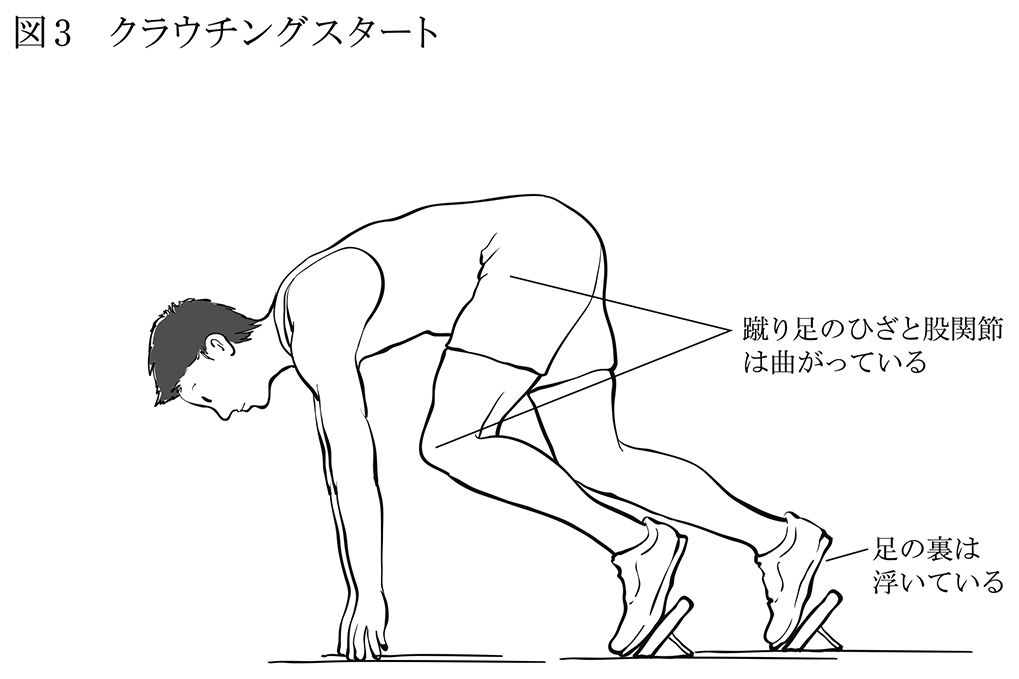 図3　クラウチングスタート
蹴り足のひざと股関節
は曲がっている
足の裏は
浮いている